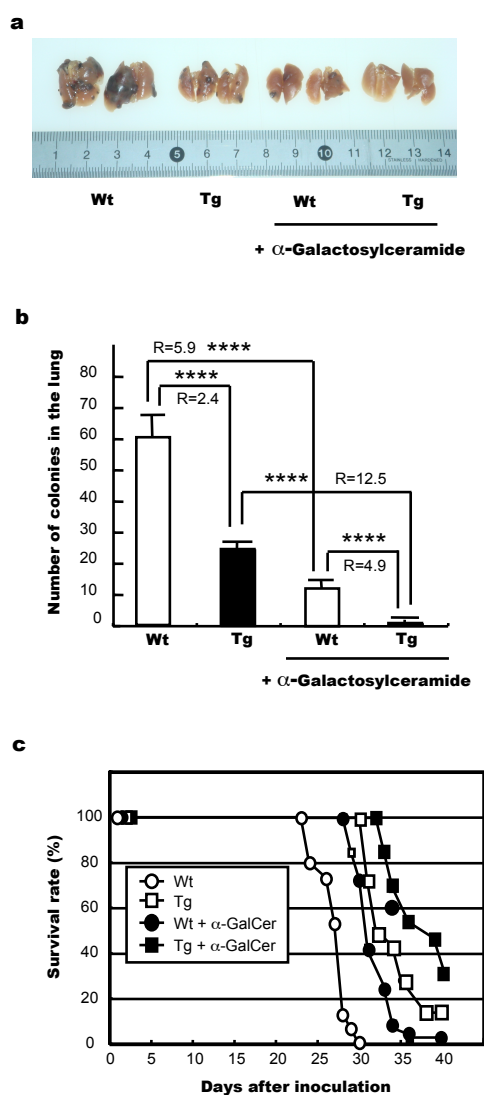 a
1 2 3 4 5 6 7 8 9 10 11 12 13 14
Wt Tg Wt Tg
+ α-Galactosylceramide
b
Number of colonies in the lung
80
60
40
30
20
10
0
R=5.9 ****
****
R=2.4
**** R=12.5
****
R=4.9
Wt Tg Wt Tg
+ α-Galactosylceramide
c
Survival rate (%)
100
80
60
40
20
0
Wt
Tg
Wt + α-GalCer
Tg + α-GalCer
0 5 10 15 20 25 30 35 40
Days after inoculation